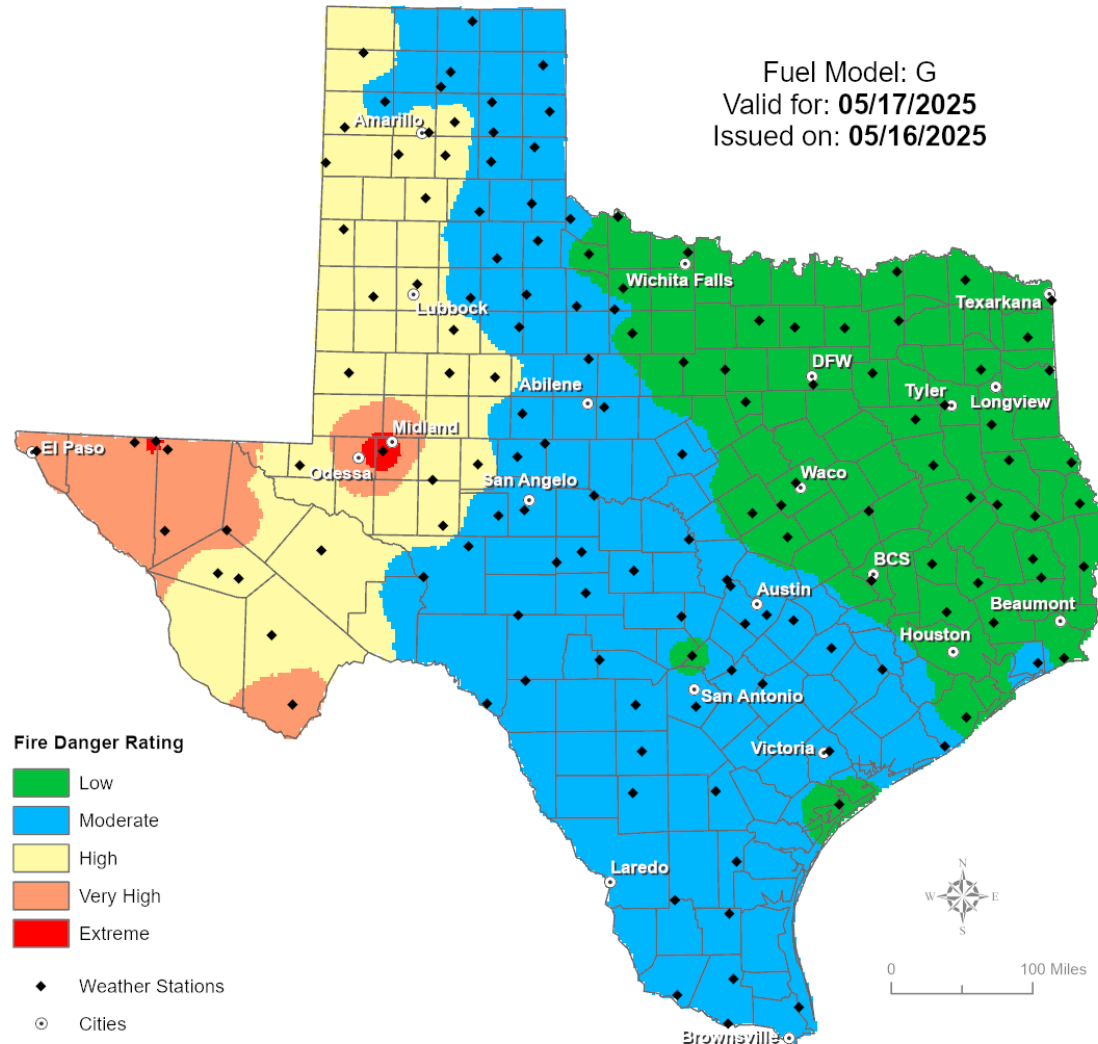 Fuel Model: G
Valid for: 05/17/2025
Issued on: 05/16/2025
Amarillo
Wichita Falls
Texarkana
Lubbock
DFW
Abilene
Tyler
Longview
Midland
El Paso
Odessa
San Angelo
Waco
BCS
Austin
Beaumont
Houston
San Antonio
Victoria
Laredo
Brownsville
Fire Danger Rating
Low
Moderate
High
Very High
Extreme
Weather Stations
Cities
N
W E
S
0 100 Miles